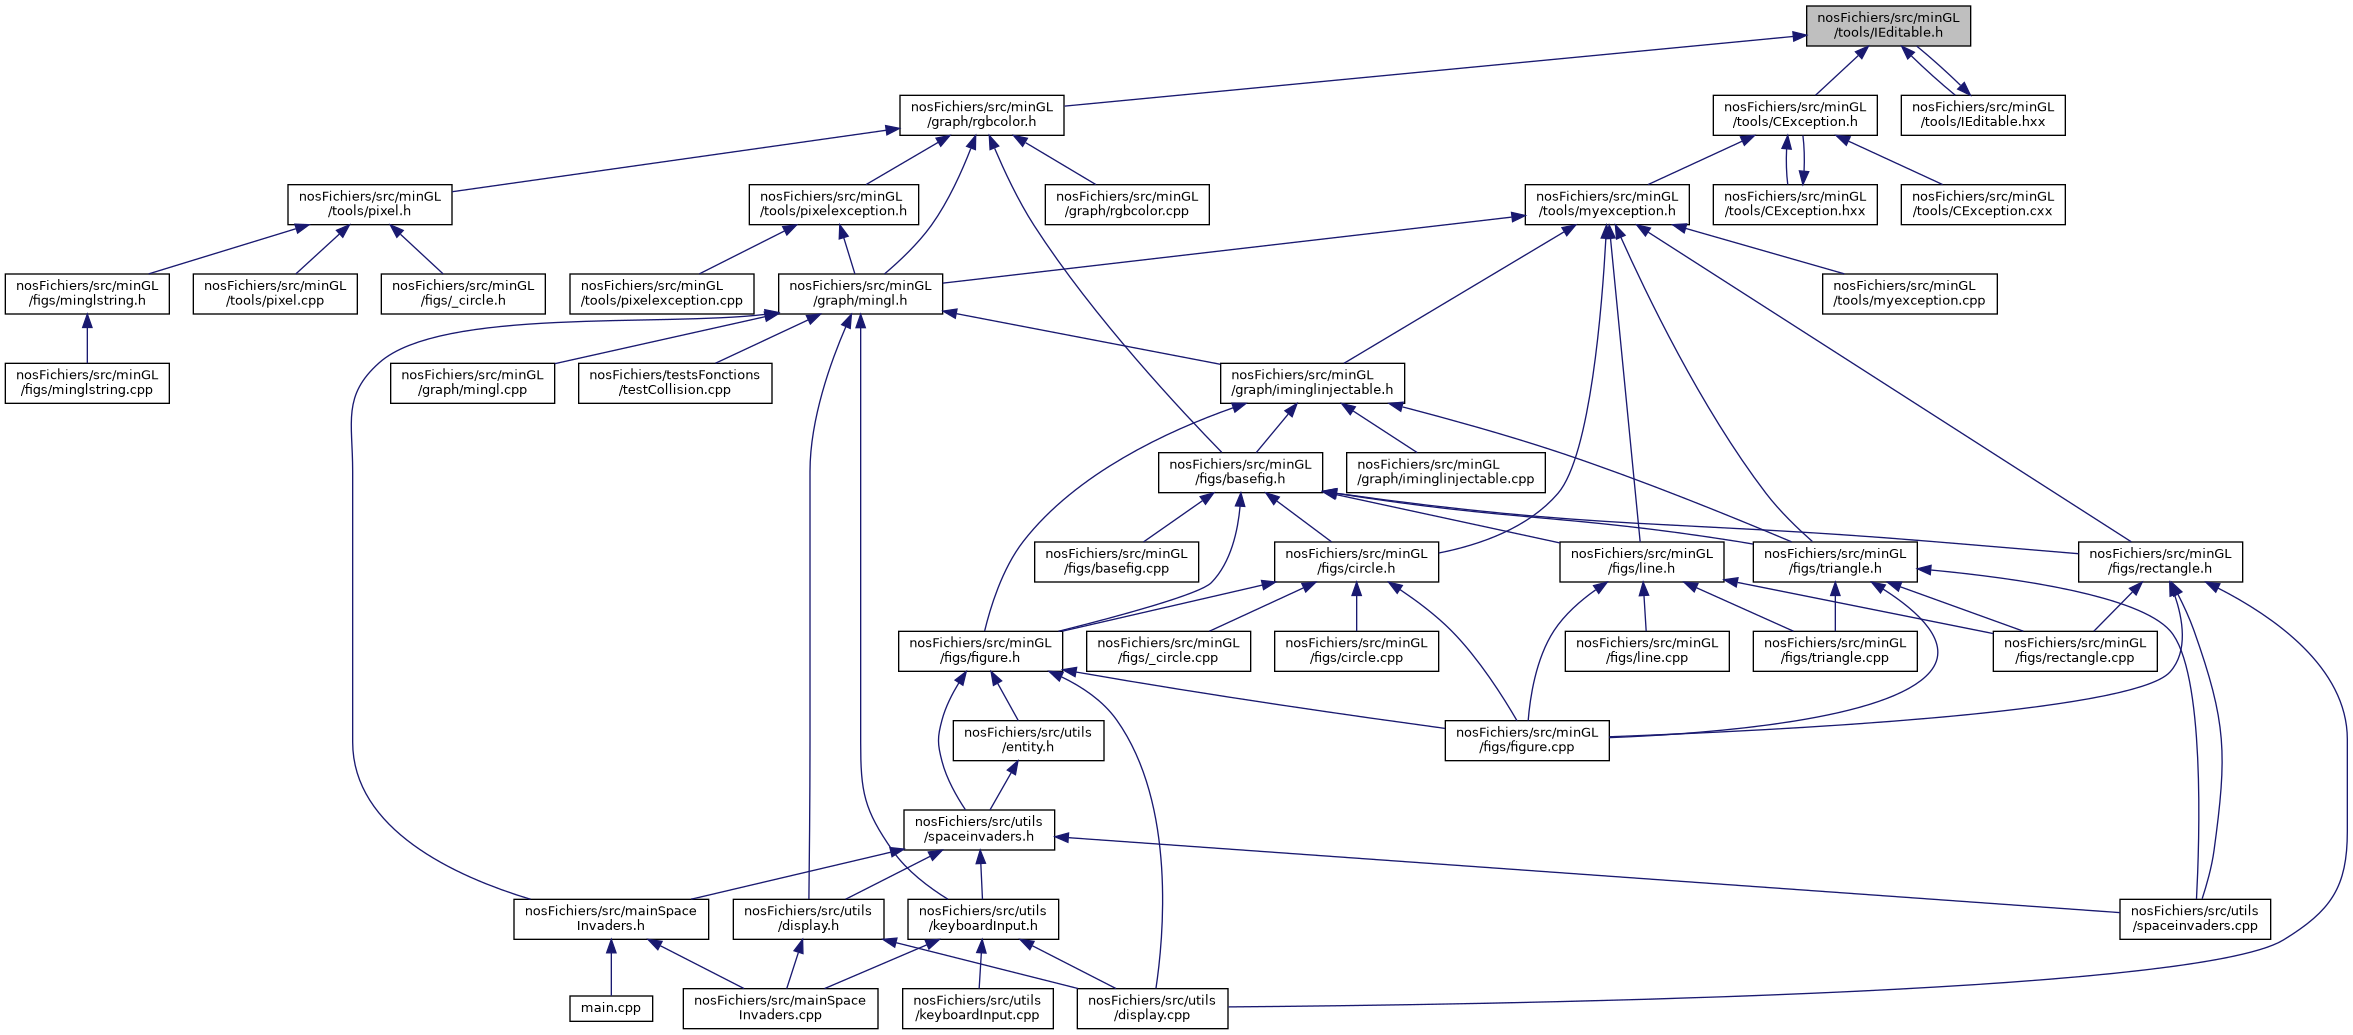 nosFichiers/src/minGL
/tools/IEditable.h
nosFichiers/src/minGL
/graph/rgbcolor.h
nosFichiers/src/minGL
/tools/CException.h
nosFichiers/src/minGL
/tools/IEditable.hxx
nosFichiers/src/minGL
/tools/pixel.h
nosFichiers/src/minGL
/tools/pixelexception.h
nosFichiers/src/minGL
/graph/rgbcolor.cpp
nosFichiers/src/minGL
/tools/myexception.h
nosFichiers/src/minGL
/tools/CException.hxx
nosFichiers/src/minGL
/tools/CException.cxx
nosFichiers/src/minGL
/figs/minglstring.h
nosFichiers/src/minGL
/tools/pixel.cpp
nosFichiers/src/minGL
/figs/_circle.h
nosFichiers/src/minGL
/tools/pixelexception.cpp
nosFichiers/src/minGL
/graph/mingl.h
nosFichiers/src/minGL
/tools/myexception.cpp
nosFichiers/src/minGL
/figs/minglstring.cpp
nosFichiers/src/minGL
/graph/mingl.cpp
nosFichiers/testsFonctions
/testCollision.cpp
nosFichiers/src/minGL
/graph/iminglinjectable.h
nosFichiers/src/minGL
/figs/basefig.h
nosFichiers/src/minGL
/graph/iminglinjectable.cpp
nosFichiers/src/minGL
/figs/basefig.cpp
nosFichiers/src/minGL
/figs/circle.h
nosFichiers/src/minGL
/figs/line.h
nosFichiers/src/minGL
/figs/triangle.h
nosFichiers/src/minGL
/figs/rectangle.h
nosFichiers/src/minGL
/figs/figure.h
nosFichiers/src/minGL
/figs/_circle.cpp
nosFichiers/src/minGL
/figs/circle.cpp
nosFichiers/src/minGL
/figs/line.cpp
nosFichiers/src/minGL
/figs/triangle.cpp
nosFichiers/src/minGL
/figs/rectangle.cpp
nosFichiers/src/utils
/entity.h
nosFichiers/src/minGL
/figs/figure.cpp
nosFichiers/src/utils
/spaceinvaders.h
nosFichiers/src/mainSpace
Invaders.h
nosFichiers/src/utils
/display.h
nosFichiers/src/utils
/keyboardInput.h
nosFichiers/src/utils
/spaceinvaders.cpp
main.cpp
nosFichiers/src/mainSpace
Invaders.cpp
nosFichiers/src/utils
/keyboardInput.cpp
nosFichiers/src/utils
/display.cpp